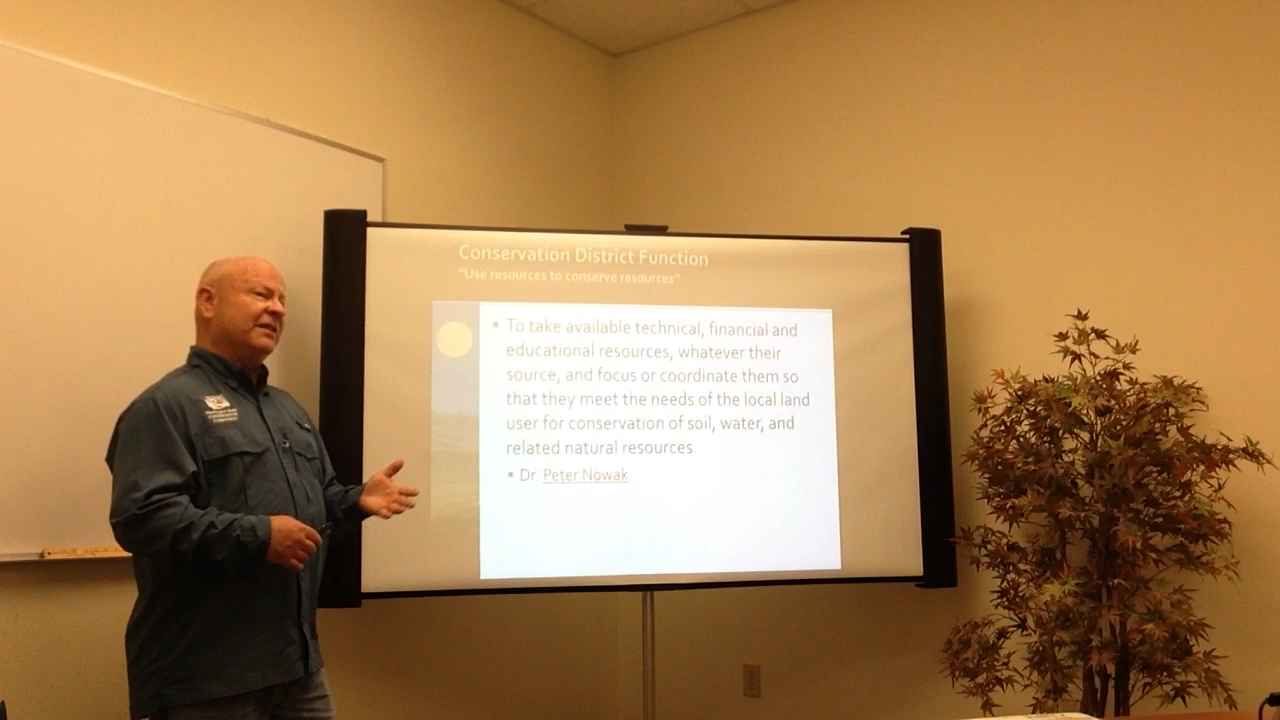 Conservation District Function
"Use resources to conserve resources"
▪ To take available technical, financial and
educational resources, whatever their
source, and focus or coordinate them so
that they meet the needs of the local land
user for conservation of soil, water, and
related natural resources.
▪ Dr. Peter Nowak